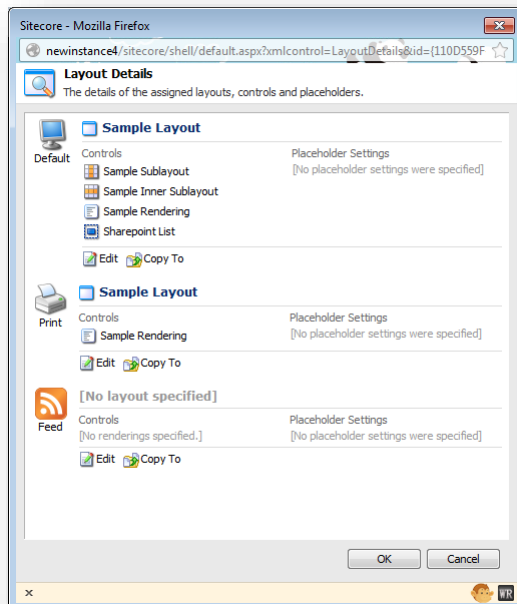 Sitecore - Mozilla Firefox
newinstance4/sitecore/shell/default.aspx?xmlcontrol=LayoutDetails&id={110D559F
Layout Details
The details of the assigned layouts, controls and placeholders.
Default
Sample Layout
Controls
Placeholder Settings
Sample Sublayout
[No placeholder settings were specified]
Sample Inner Sublayout
Sample Rendering
Sharepoint List
Edit Copy To
Print
Sample Layout
Controls
Placeholder Settings
Sample Rendering
[No placeholder settings were specified]
Edit Copy To
Feed
[No layout specified]
Controls
Placeholder Settings
[No renderings specified.]
[No placeholder settings were specified]
Edit Copy To
OK Cancel
x
WR